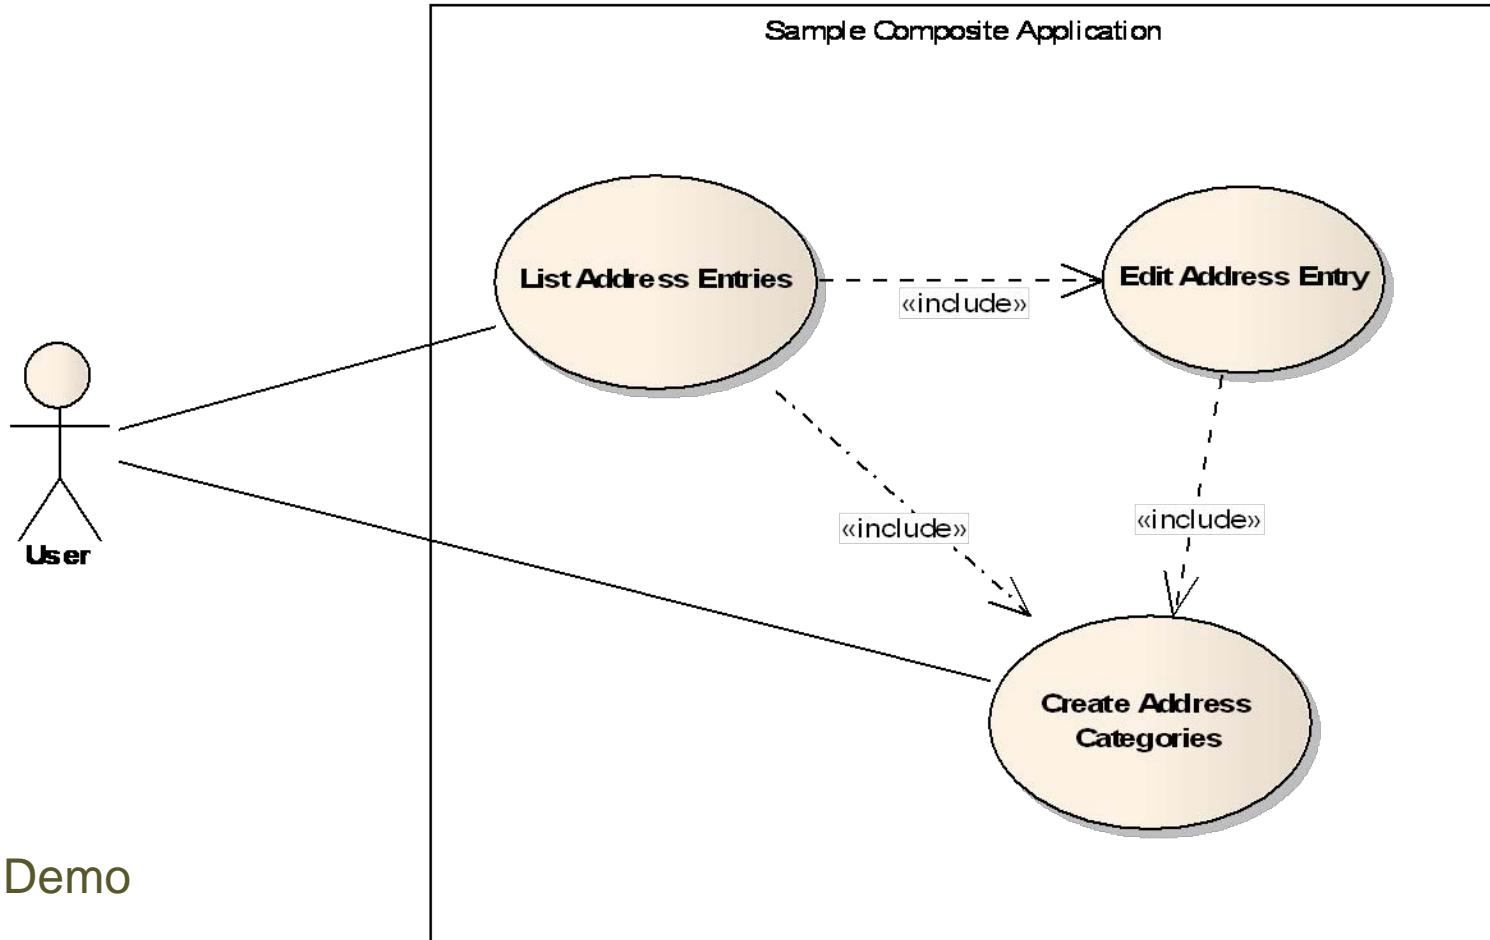 Sample Composite Application
List Address Entries
«include»
Edit Address Entry
«include»
«include»
User
Create Address
Categories
Demo